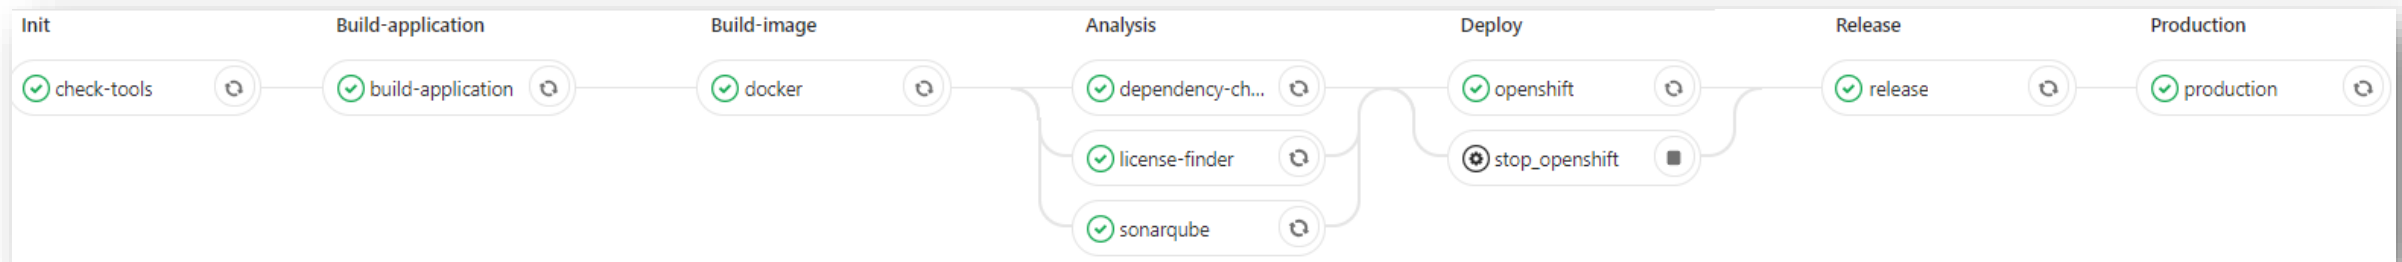 Init
Build-application
Build-image
Analysis
Deploy
Release
Production
check-tools
build-application
docker
dependency-ch...
openshift
release
production
license-finder
stop_openshift
sonarqube